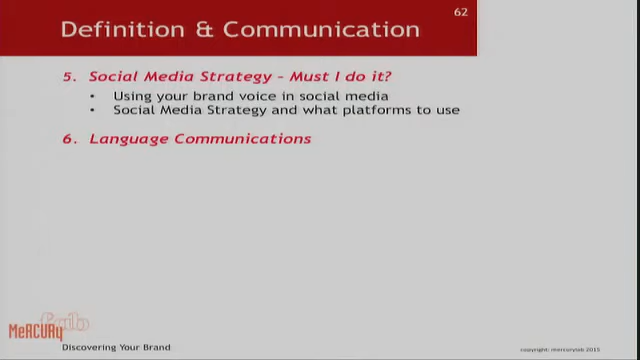 62
Definition & Communication
5. Social Media Strategy - Must I do it?
• Using your brand voice in social media
• Social Media Strategy and what platforms to use
6. Language Communications
MeRCURy
lab
Discovering Your Brand
copyright: mercurylab 2015